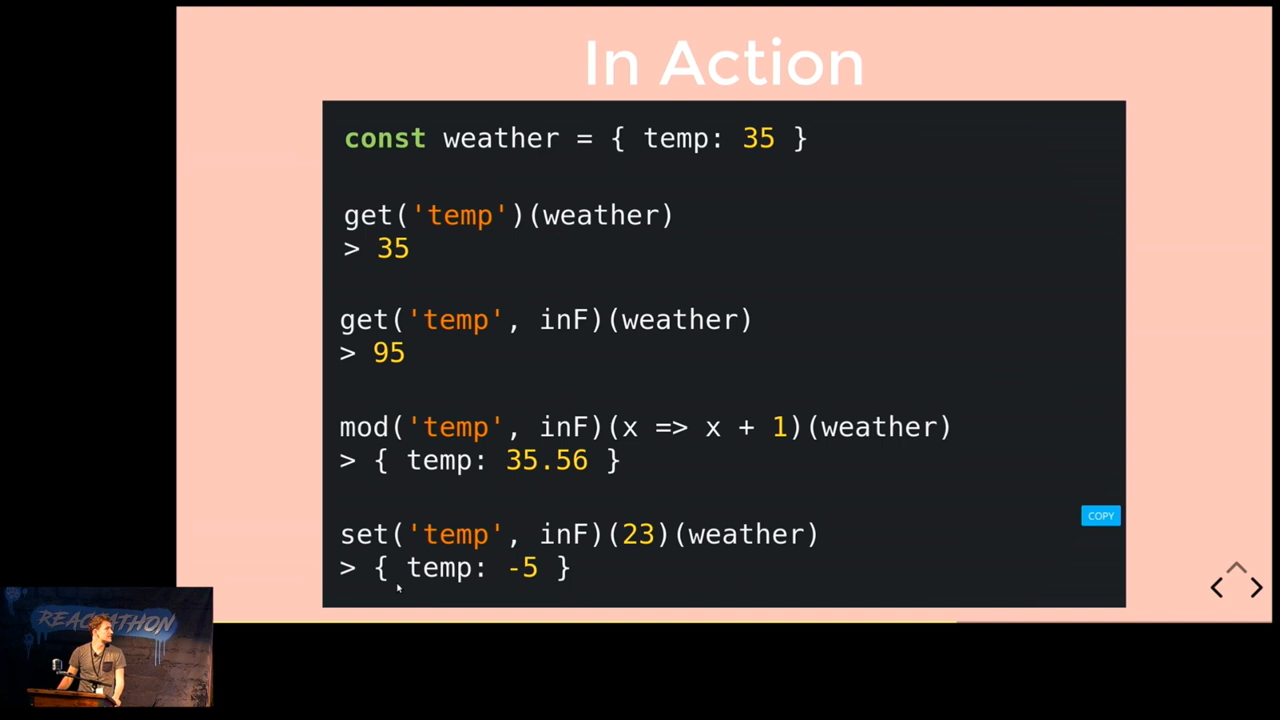 In Action
const weather = { temp: 35 }
get('temp')(weather)
> 35
get('temp', inF)(weather)
> 95
mod('temp', inF)(x => x + 1)(weather)
> { temp: 35.56 }
set('temp', inF)(23)(weather)
> { temp: -5 }
COPY
REACTATHON